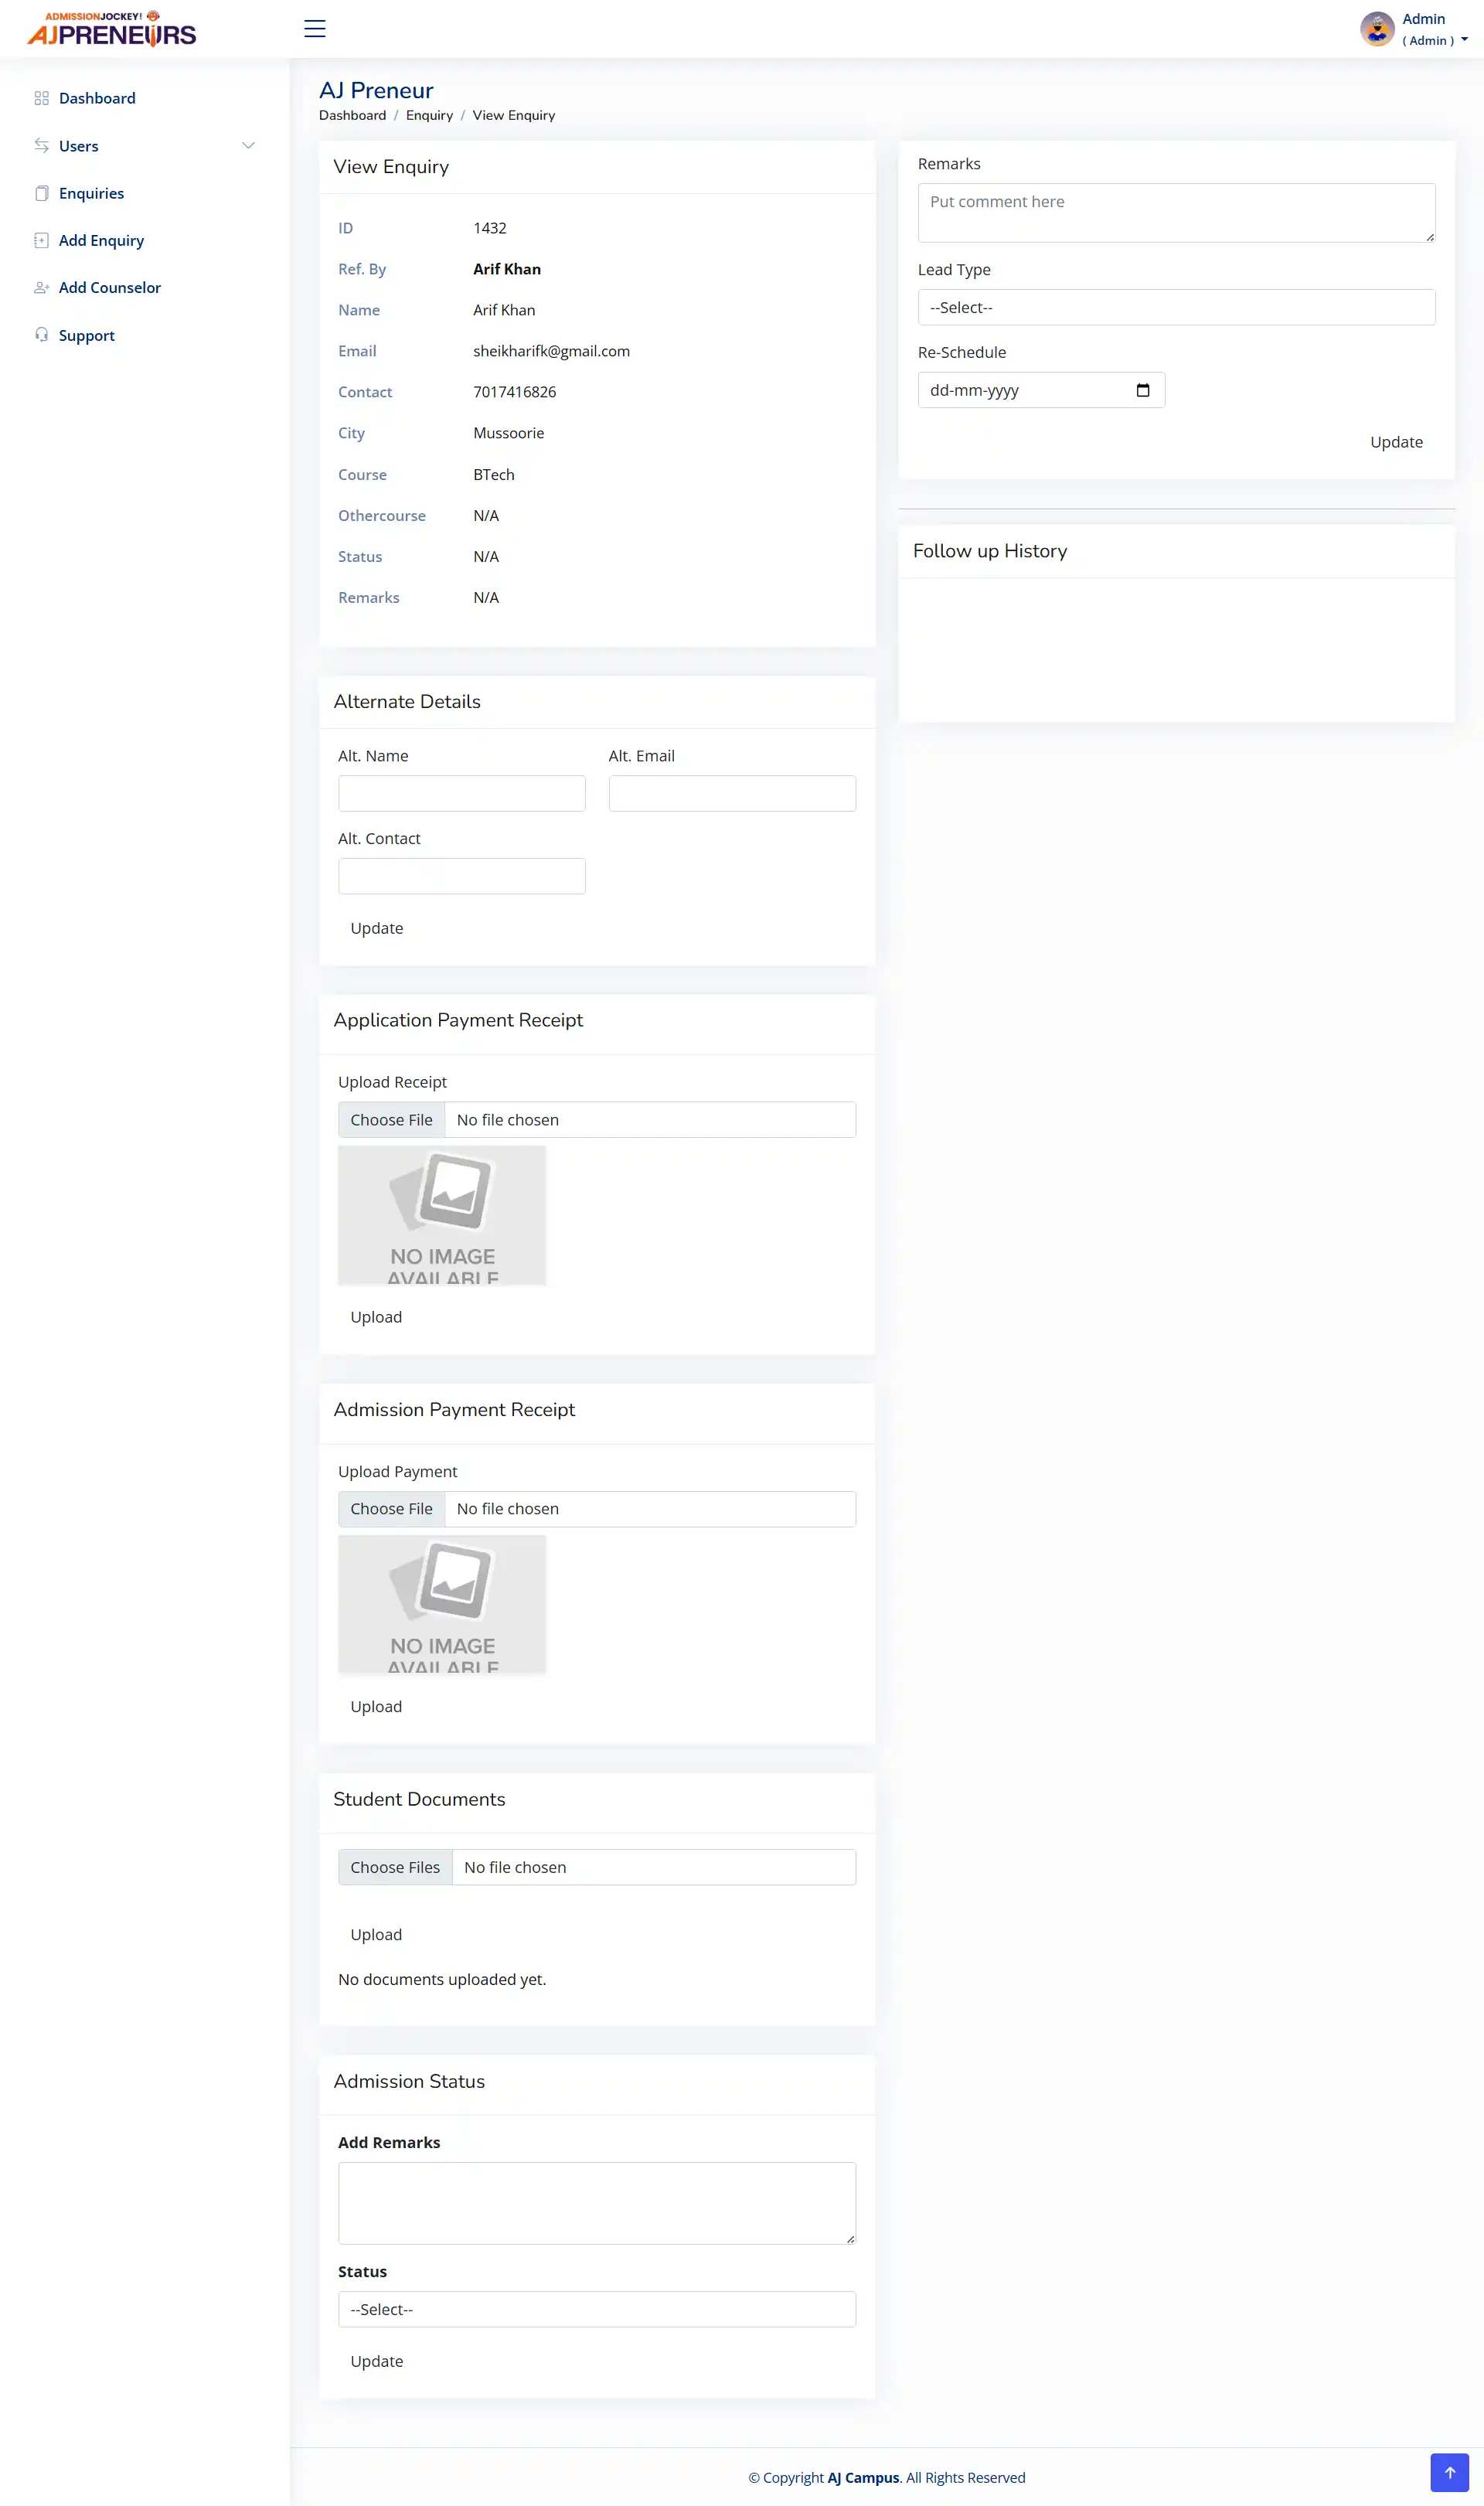 ADMISSIONJOCKEY!
AJPRENEURS
Admin
( Admin )
Dashboard
Users
Enquiries
Add Enquiry
Add Counselor
Support
AJ Preneur
Dashboard / Enquiry / View Enquiry
View Enquiry
ID 1432
Ref. By Arif Khan
Name Arif Khan
Email sheikharifk@gmail.com
Contact 7017416826
City Mussoorie
Course BTech
Othercourse N/A
Status N/A
Remarks N/A
Alternate Details
Alt. Name Alt. Email
Alt. Contact
Update
Application Payment Receipt
Upload Receipt
Choose File No file chosen
NO IMAGE
AVAILABLE
Upload
Admission Payment Receipt
Upload Payment
Choose File No file chosen
NO IMAGE
AVAILABLE
Upload
Student Documents
Choose Files No file chosen
Upload
No documents uploaded yet.
Admission Status
Add Remarks
Status
--Select--
Update
Remarks
Put comment here
Lead Type
--Select--
Re-Schedule
dd-mm-yyyy
Update
Follow up History
© Copyright AJ Campus. All Rights Reserved